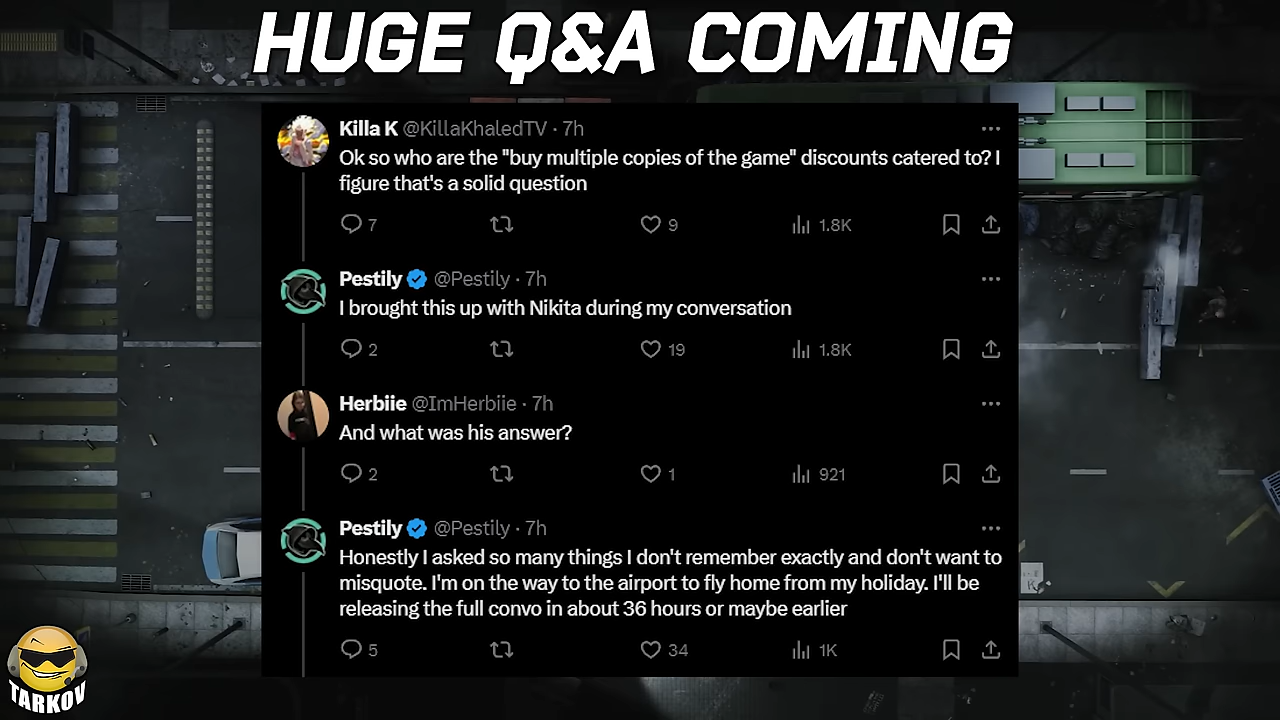 HUGE Q&A COMING
Killa K @KillaKhaledTV · 7h
Ok so who are the "buy multiple copies of the game" discounts catered to? I
figure that's a solid question
7 9 1.8K
Pestily @Pestily · 7h
I brought this up with Nikita during my conversation
2 19 1.8K
Herbiie @ImHerbiie · 7h
And what was his answer?
2 1 921
Pestily @Pestily · 7h
Honestly I asked so many things I don't remember exactly and don't want to
misquote. I'm on the way to the airport to fly home from my holiday. I'll be
releasing the full convo in about 36 hours or maybe earlier
5 34 1K
TARKOV